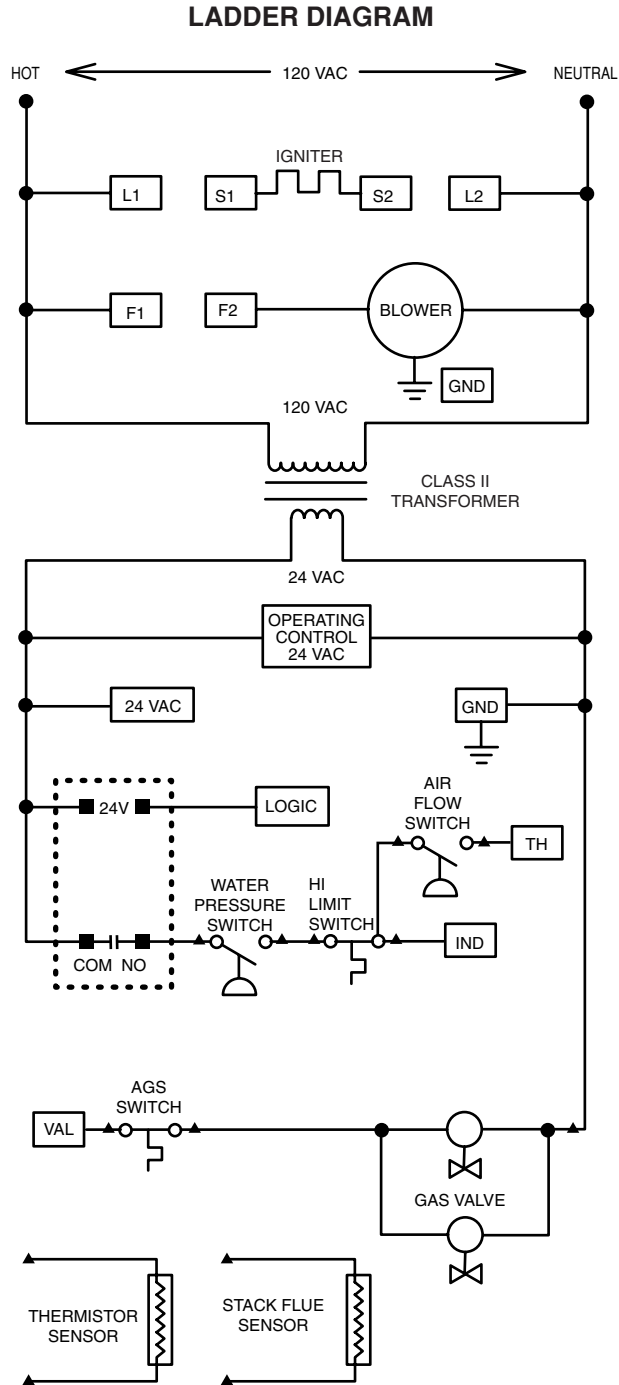 LADDER DIAGRAM
HOT
120 VAC
NEUTRAL
IGNITER
L1
S1
S2
L2
F1
F2
BLOWER
GND
120 VAC
CLASS II
TRANSFORMER
24 VAC
OPERATING
CONTROL
24 VAC
24 VAC
GND
24V
LOGIC
AIR
FLOW
SWITCH
TH
WATER
PRESSURE
SWITCH
HI
LIMIT
SWITCH
IND
COM NO
AGS
SWITCH
VAL
GAS VALVE
THERMISTOR
SENSOR
STACK FLUE
SENSOR